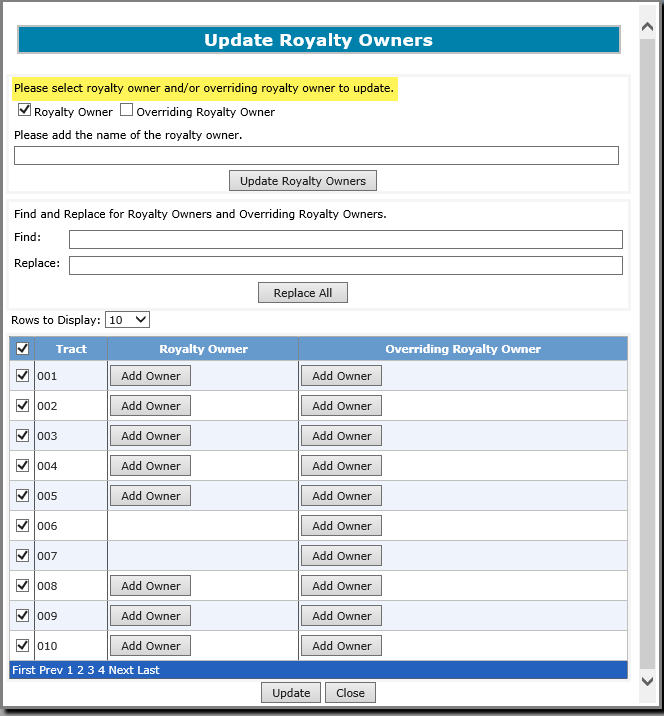 Update Royalty Owners
Please select royalty owner and/or overriding royalty owner to update.
Royalty Owner Overriding Royalty Owner
Please add the name of the royalty owner.
Update Royalty Owners
Find and Replace for Royalty Owners and Overriding Royalty Owners.
Find:
Replace:
Replace All
Rows to Display: 10
Tract Royalty Owner Overriding Royalty Owner
001 Add Owner Add Owner
002 Add Owner Add Owner
003 Add Owner Add Owner
004 Add Owner Add Owner
005 Add Owner Add Owner
006 Add Owner
007 Add Owner
008 Add Owner Add Owner
009 Add Owner Add Owner
010 Add Owner Add Owner
First Prev 1 2 3 4 Next Last
Update Close